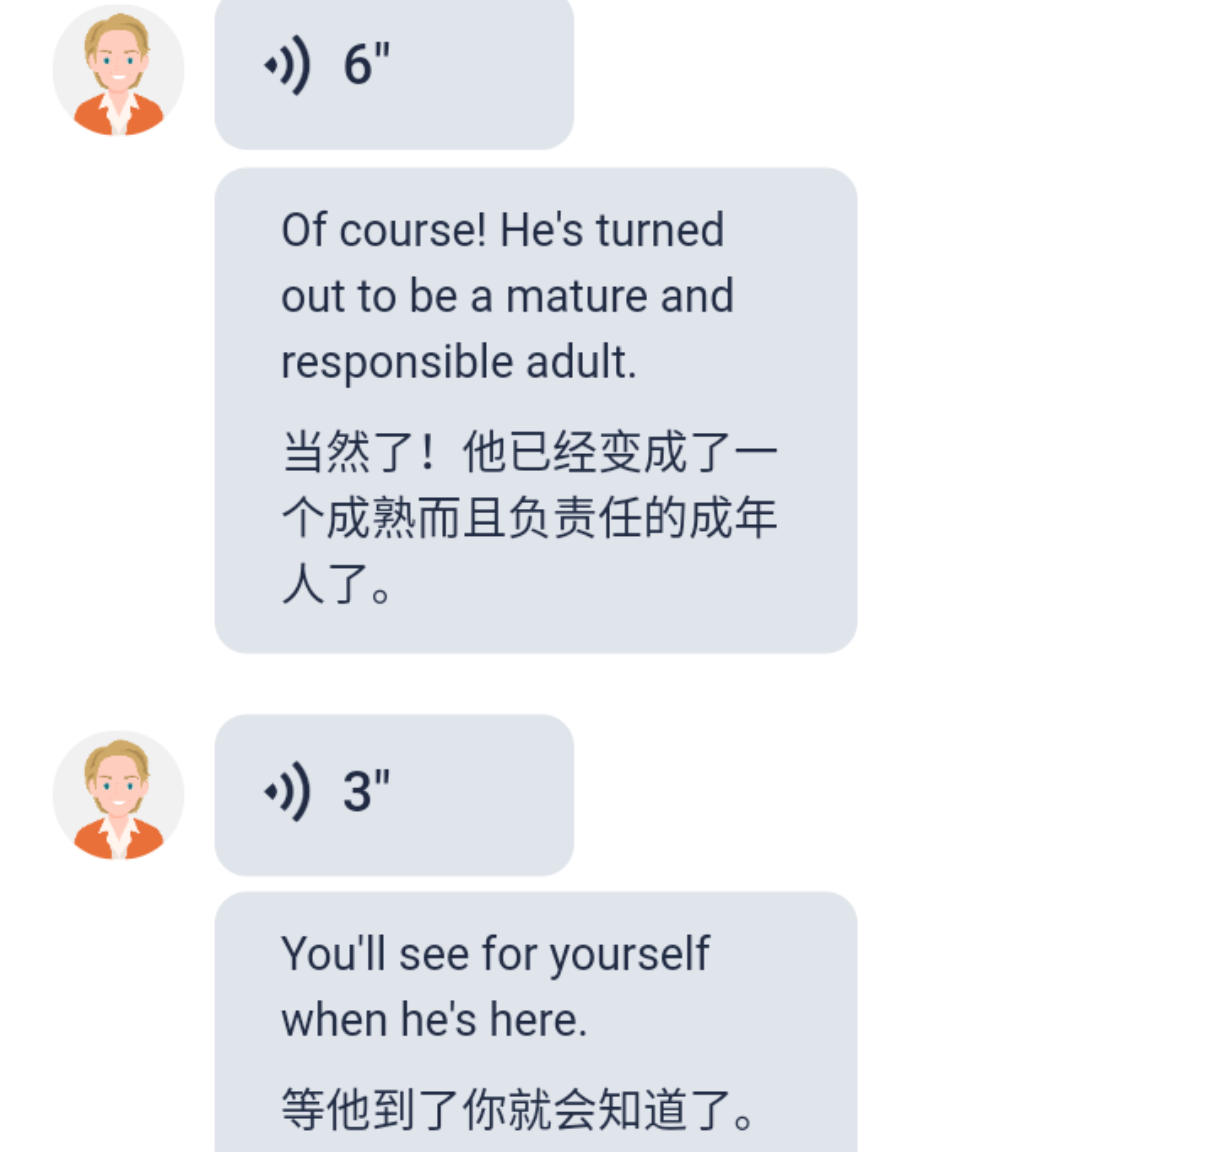 6"
Of course! He's turned
out to be a mature and
responsible adult.
当然了！他已经变成了一
个成熟而且负责任的成年
人了。
3"
You'll see for yourself
when he's here.
等他到了你就会知道了。